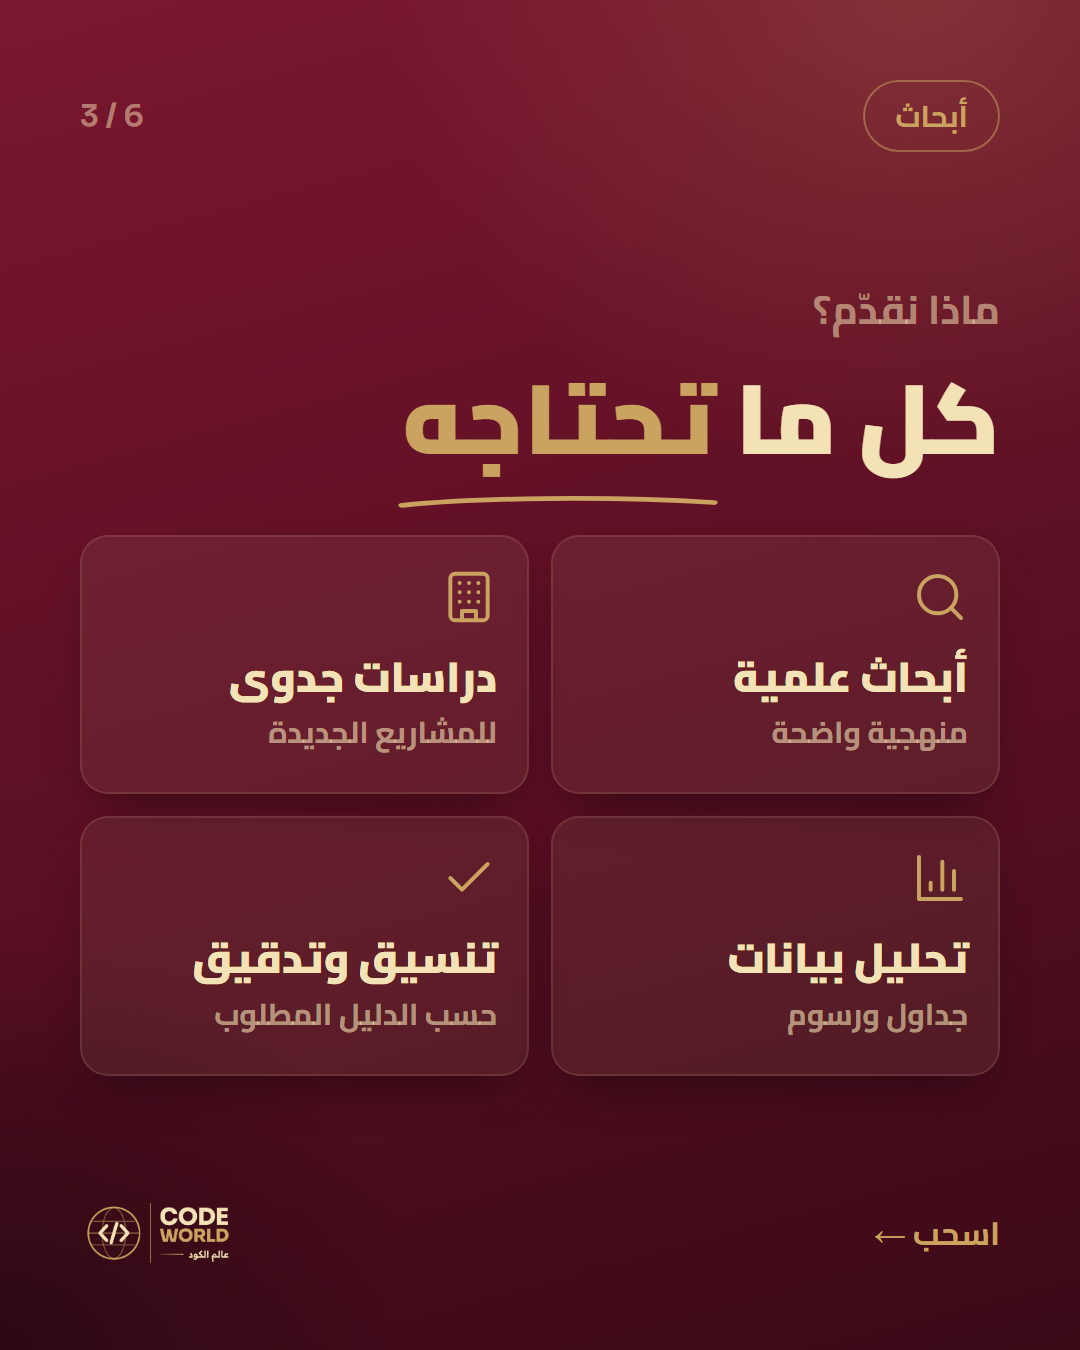 أبحاث
3 / 6
ماذا نقدّم؟
كل ما تحتاجه
أبحاث علمية
منهجية واضحة
دراسات جدوى
للمشاريع الجديدة
تحليل بيانات
جداول ورسوم
تنسيق وتدقيق
حسب الدليل المطلوب
اسحب ←
</>
CODE
WORLD
عالم الكود